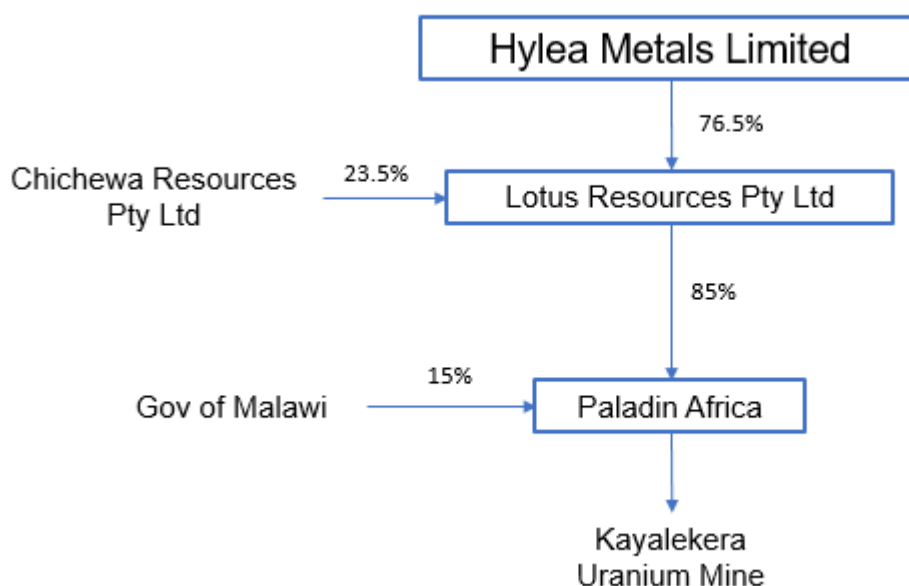 Hylea Metals Limited
76.5%
Chichewa Resources
Pty Ltd
23.5%
Lotus Resources Pty Ltd
85%
Gov of Malawi
15%
Paladin Africa
Kayalekera
Uranium Mine